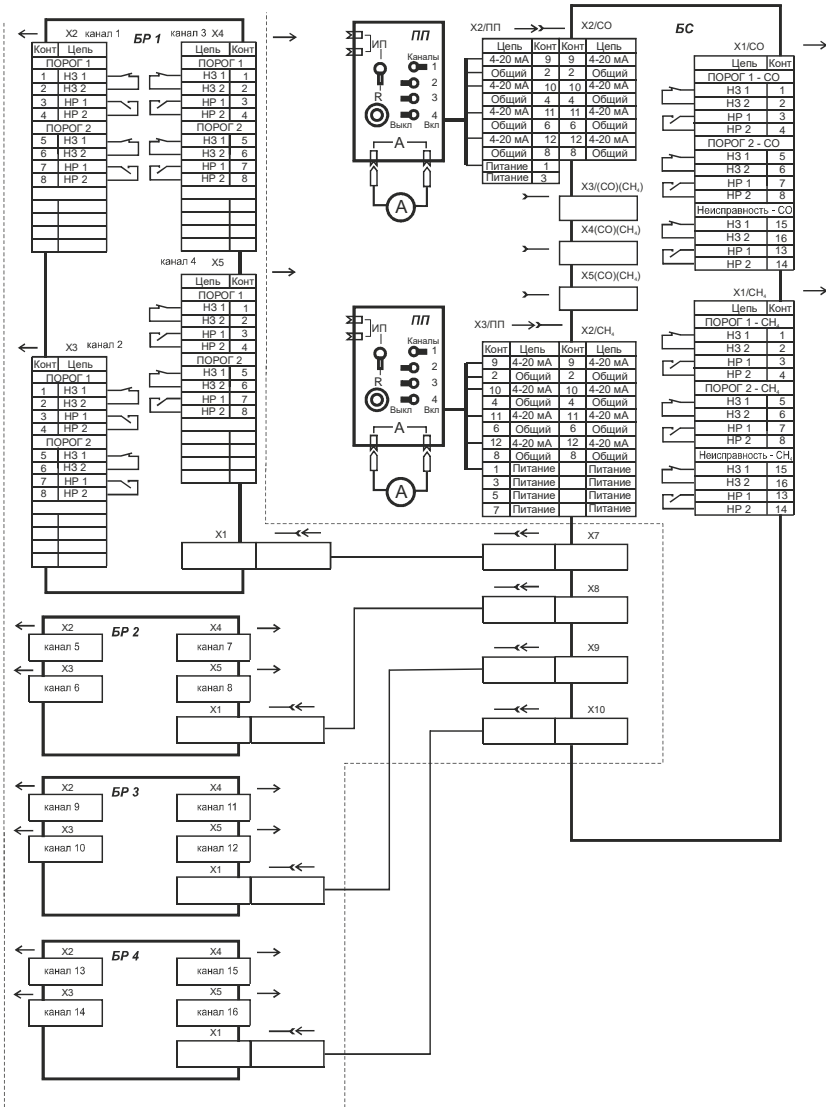 X2 канал 1
БР 1
канал 3 X4
Конт Цепь
ПОРОГ 1
1 НЗ 1
2 НЗ 2
3 НР 1
4 НР 2
ПОРОГ 2
5 НЗ 1
6 НЗ 2
7 НР 1
8 НР 2
Цепь Конт
ПОРОГ 1
НЗ 1 1
НЗ 2 2
НР 1 3
НР 2 4
ПОРОГ 2
НЗ 1 5
НЗ 2 6
НР 1 7
НР 2 8
канал 4 X5
Цепь Конт
ПОРОГ 1
НЗ 1 1
НЗ 2 2
НР 1 3
НР 2 4
ПОРОГ 2
НЗ 1 5
НЗ 2 6
НР 1 7
НР 2 8
X3 канал 2
Конт Цепь
ПОРОГ 1
1 НЗ 1
2 НЗ 2
3 НР 1
4 НР 2
ПОРОГ 2
5 НЗ 1
6 НЗ 2
7 НР 1
8 НР 2
X1
ПП
ИП
Каналы
1
2
3
4
R
Выкл Вкл
А
А
X2/ПП
X2/СО
Цепь Конт Конт Цепь
4-20 мА 9 9 4-20 мА
Общий 2 2 Общий
4-20 мА 10 10 4-20 мА
Общий 4 4 Общий
4-20 мА 11 11 4-20 мА
Общий 6 6 Общий
4-20 мА 12 12 4-20 мА
Общий 8 8 Общий
Питание 1
Питание 3
X3/(СО)(СН₄)
X4(СО)(СН₄)
X5(СО)(СН₄)
ПП
ИП
Каналы
1
2
3
4
R
Выкл Вкл
А
А
X3/ПП
X2/СН₄
Конт Цепь Конт Цепь
9 4-20 мА 9 4-20 мА
2 Общий 2 Общий
10 4-20 мА 10 4-20 мА
4 Общий 4 Общий
11 4-20 мА 11 4-20 мА
6 Общий 6 Общий
12 4-20 мА 12 4-20 мА
8 Общий 8 Общий
1 Питание Питание
3 Питание Питание
5 Питание Питание
7 Питание Питание
X7
X8
X9
X10
БС
X1/СО
Цепь Конт
ПОРОГ 1 - СО
НЗ 1 1
НЗ 2 2
НР 1 3
НР 2 4
ПОРОГ 2 - СО
НЗ 1 5
НЗ 2 6
НР 1 7
НР 2 8
Неисправность - СО
НЗ 1 15
НЗ 2 16
НР 1 13
НР 2 14
X1/СН₄
Цепь Конт
ПОРОГ 1 - СН₄
НЗ 1 1
НЗ 2 2
НР 1 3
НР 2 4
ПОРОГ 2 - СН₄
НЗ 1 5
НЗ 2 6
НР 1 7
НР 2 8
Неисправность - СН₄
НЗ 1 15
НЗ 2 16
НР 1 13
НР 2 14
БР 2
X2
канал 5
X4
канал 7
X3
канал 6
X5
канал 8
X1
БР 3
X2
канал 9
X4
канал 11
X3
канал 10
X5
канал 12
X1
БР 4
X2
канал 13
X4
канал 15
X3
канал 14
X5
канал 16
X1